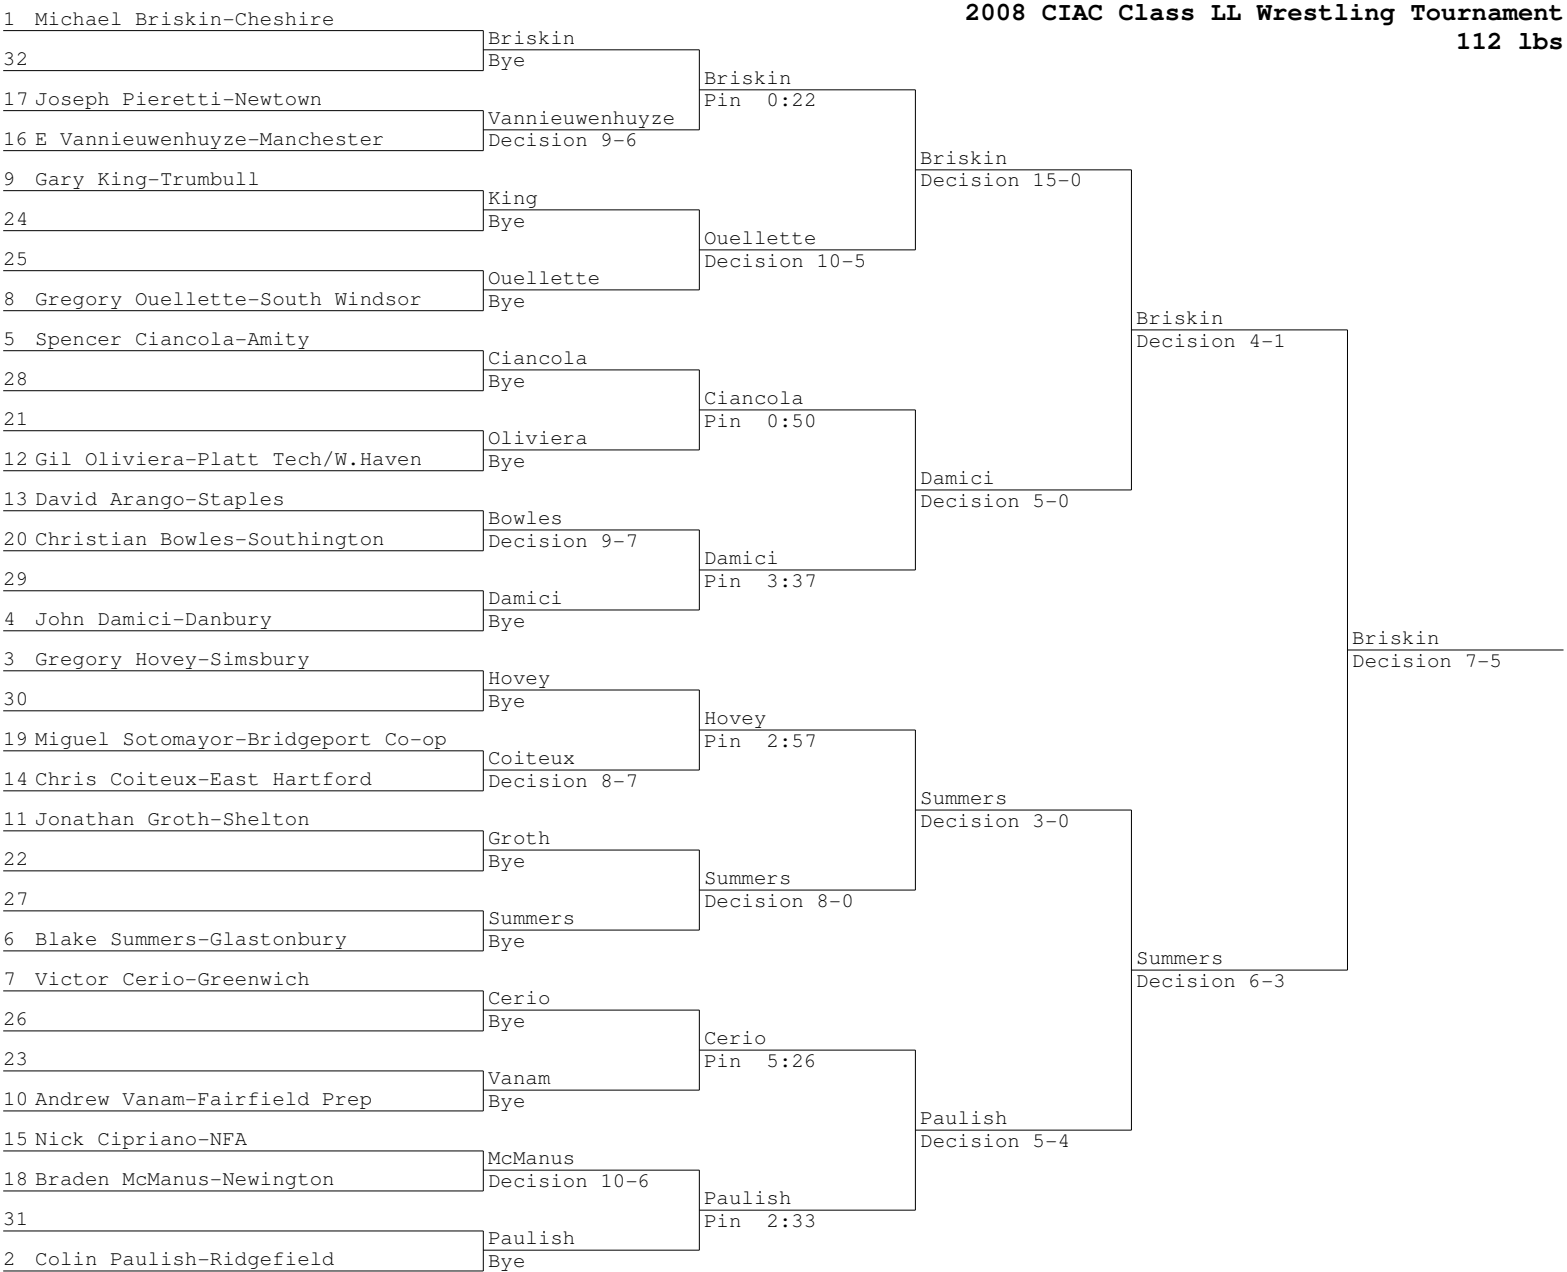 2008 CIAC Class LL Wrestling Tournament
112 lbs
1 Michael Briskin-Cheshire
32
17 Joseph Pieretti-Newtown
16 E Vannieuwenhuyze-Manchester
9 Gary King-Trumbull
24
25
8 Gregory Ouellette-South Windsor
5 Spencer Ciancola-Amity
28
21
12 Gil Oliviera-Platt Tech/W.Haven
13 David Arango-Staples
20 Christian Bowles-Southington
29
4 John Damici-Danbury
3 Gregory Hovey-Simsbury
30
19 Miguel Sotomayor-Bridgeport Co-op
14 Chris Coiteux-East Hartford
11 Jonathan Groth-Shelton
22
27
6 Blake Summers-Glastonbury
7 Victor Cerio-Greenwich
26
23
10 Andrew Vanam-Fairfield Prep
15 Nick Cipriano-NFA
18 Braden McManus-Newington
31
2 Colin Paulish-Ridgefield
Briskin
Bye
Vannieuwenhuyze
Decision 9-6
King
Bye
Ouellette
Bye
Ciancola
Bye
Oliviera
Bye
Bowles
Decision 9-7
Damici
Bye
Hovey
Bye
Coiteux
Decision 8-7
Groth
Bye
Summers
Bye
Cerio
Bye
Vanam
Bye
McManus
Decision 10-6
Paulish
Bye
Briskin
Pin 0:22
Ouellette
Decision 10-5
Ciancola
Pin 0:50
Damici
Pin 3:37
Hovey
Pin 2:57
Summers
Decision 8-0
Cerio
Pin 5:26
Paulish
Pin 2:33
Briskin
Decision 15-0
Damici
Decision 5-0
Summers
Decision 3-0
Paulish
Decision 5-4
Briskin
Decision 4-1
Summers
Decision 6-3
Briskin
Decision 7-5